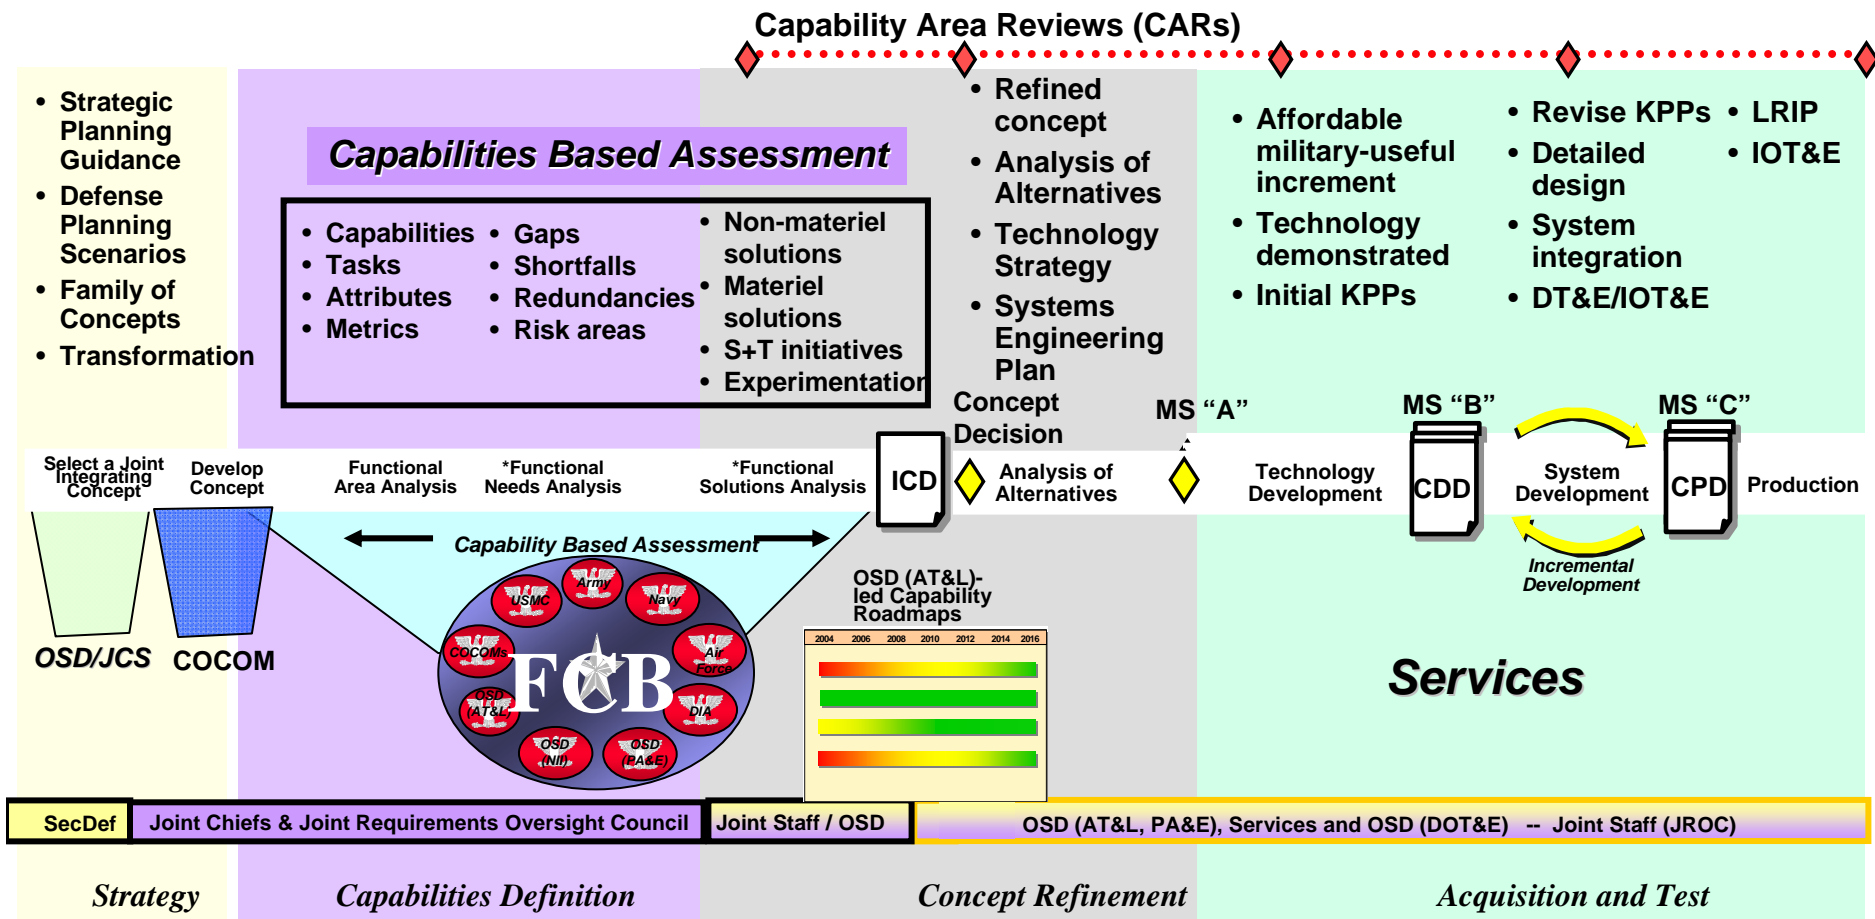 Capability Area Reviews (CARs)
• Strategic
Planning
Guidance
• Defense
Planning
Scenarios
• Family of
Concepts
• Transformation
Capabilities Based Assessment
• Capabilities
• Tasks
• Attributes
• Metrics
• Gaps
• Shortfalls
• Redundancies
• Risk areas
• Non-materiel
solutions
• Materiel
solutions
• S+T initiatives
• Experimentation
• Refined
concept
• Analysis of
Alternatives
• Technology
Strategy
• Systems
Engineering
Plan
• Affordable
military-useful
increment
• Technology
demonstrated
• Initial KPPs
• Revise KPPs
• Detailed
design
• System
integration
• DT&E/IOT&E
• LRIP
• IOT&E
Concept
Decision
MS “A”
MS “B”
MS “C”
Select a Joint
Integrating
Concept
Develop
Concept
Functional
Area Analysis
*Functional
Needs Analysis
*Functional
Solutions Analysis
ICD
Analysis of
Alternatives
Technology
Development
CDD
System
Development
CPD
Production
Capability Based Assessment
Incremental
Development
OSD/JCS
COCOM
Army
USMC
Navy
COCOMs
Air
Force
FCB
OSD
(AT&L)
DIA
OSD
(NII)
OSD
(PA&E)
OSD (AT&L)-
led Capability
Roadmaps
2004 2006 2008 2010 2012 2014 2016
Services
SecDef
Joint Chiefs & Joint Requirements Oversight Council
Joint Staff / OSD
OSD (AT&L, PA&E), Services and OSD (DOT&E) -- Joint Staff (JROC)
Strategy
Capabilities Definition
Concept Refinement
Acquisition and Test